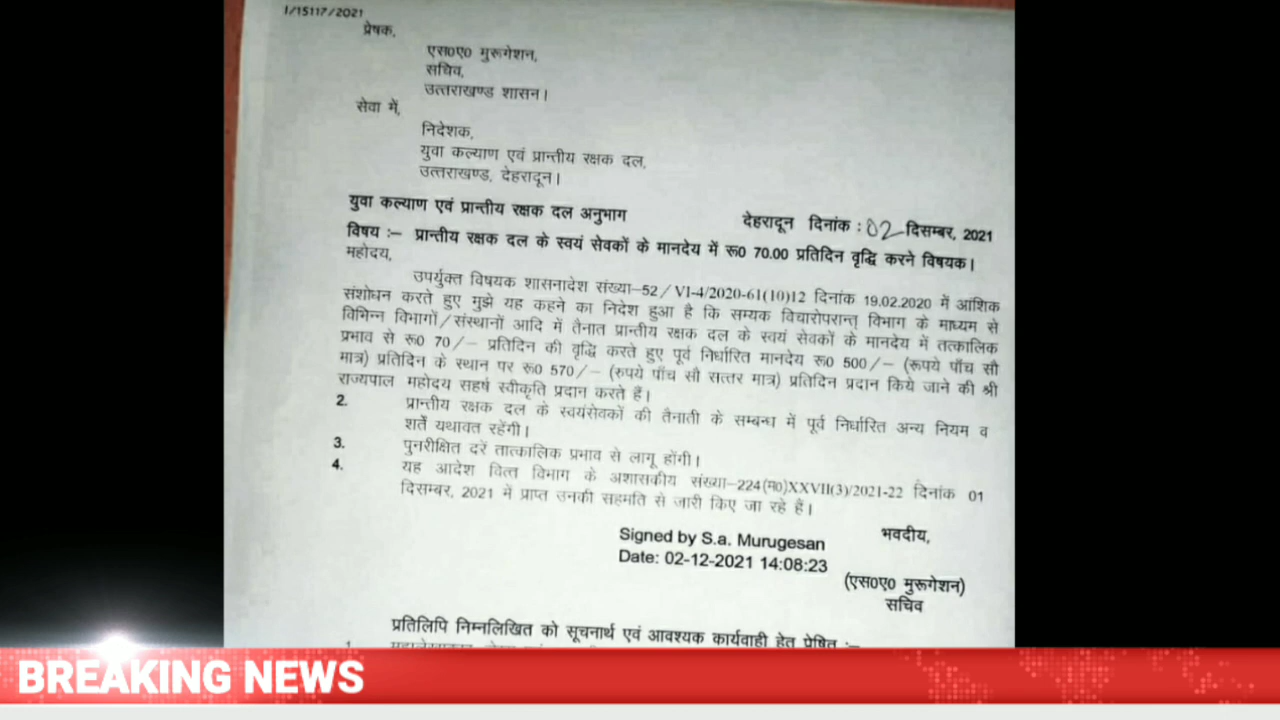 I/15117/2021
प्रेषक,
एस0ए0 मुरूगेशन,
सचिव,
उत्तराखण्ड शासन।
सेवा में,
निदेशक,
युवा कल्याण एवं प्रान्तीय रक्षक दल,
उत्तराखण्ड, देहरादून।
युवा कल्याण एवं प्रान्तीय रक्षक दल अनुभाग देहरादून दिनांक : 02 दिसम्बर, 2021
विषय :– प्रान्तीय रक्षक दल के स्वयं सेवकों के मानदेय में रू0 70.00 प्रतिदिन वृद्धि करने विषयक।
महोदय,
उपर्युक्त विषयक शासनादेश संख्या–52/VI-4/2020-61(10)12 दिनांक 19.02.2020 में आंशिक
संशोधन करते हुए मुझे यह कहने का निदेश हुआ है कि सम्यक विचारोपरान्त् विभाग के माध्यम से
विभिन्न विभागों/संस्थानों आदि में तैनात प्रान्तीय रक्षक दल के स्वयं सेवकों के मानदेय में तत्कालिक
प्रभाव से रू0 70/– प्रतिदिन की वृद्धि करते हुए पूर्व निर्धारित मानदेय रू0 500/– (रूपये पाँच सौ
मात्र) प्रतिदिन के स्थान पर रू0 570/– (रुपये पाँच सौ सत्तर मात्र) प्रतिदिन प्रदान किये जाने की श्री
राज्यपाल महोदय सहर्ष स्वीकृति प्रदान करते हैं।
2. प्रान्तीय रक्षक दल के स्वयंसेवकों की तैनाती के सम्बन्ध में पूर्व निर्धारित अन्य नियम व
शर्तें यथावत रहेंगी।
3. पुनरीक्षित दरें तात्कालिक प्रभाव से लागू होंगी।
4. यह आदेश वित्त विभाग के अशासकीय संख्या–224(म0)XXVII(3)/2021-22 दिनांक 01
दिसम्बर, 2021 में प्राप्त उनकी सहमति से जारी किए जा रहे हैं।
भवदीय,
Signed by S.a. Murugesan
Date: 02-12-2021 14:08:23
(एस0ए0 मुरूगेशन)
सचिव
प्रतिलिपि निम्नलिखित को सूचनार्थ एवं आवश्यक कार्यवाही हेतु प्रेषित :–
BREAKING NEWS